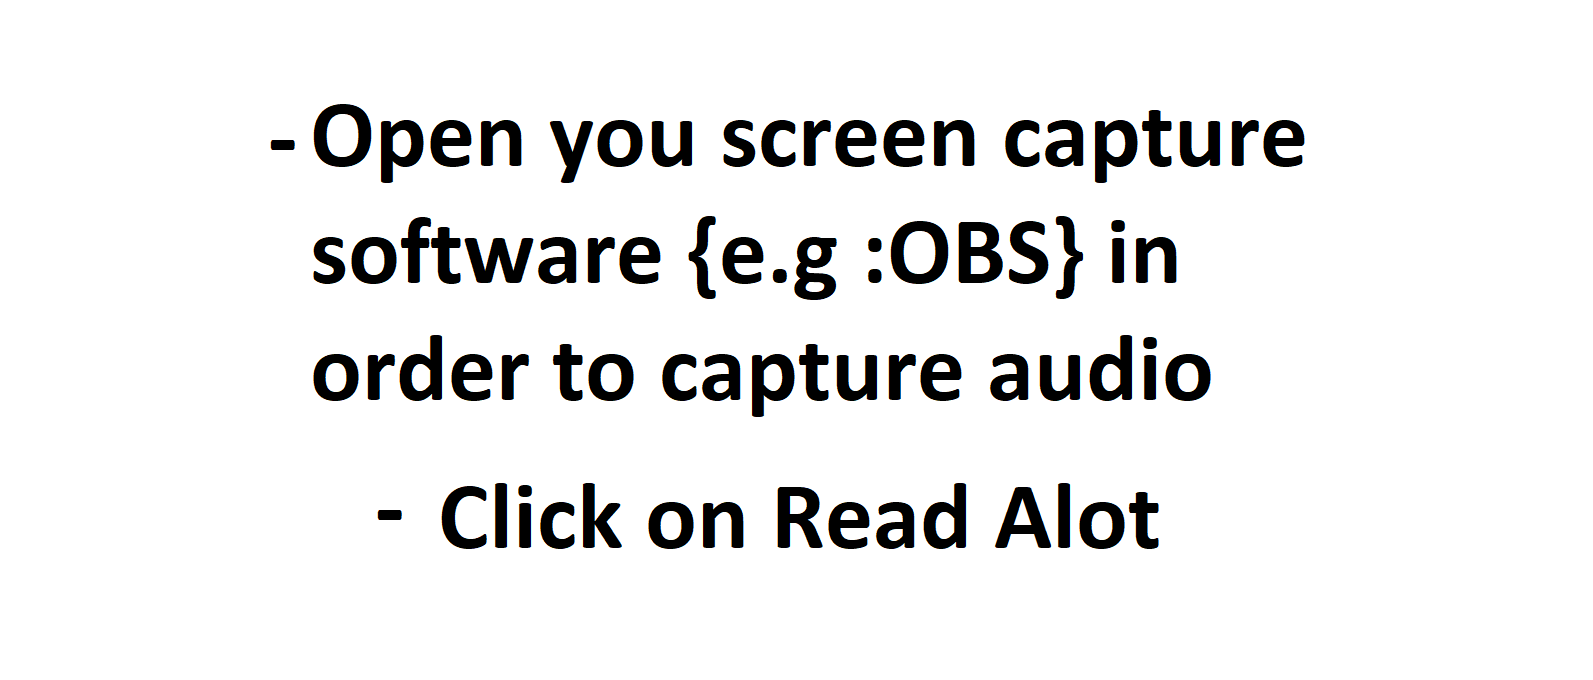 - Open you screen capture
software {e.g :OBS} in
order to capture audio
- Click on Read Alot